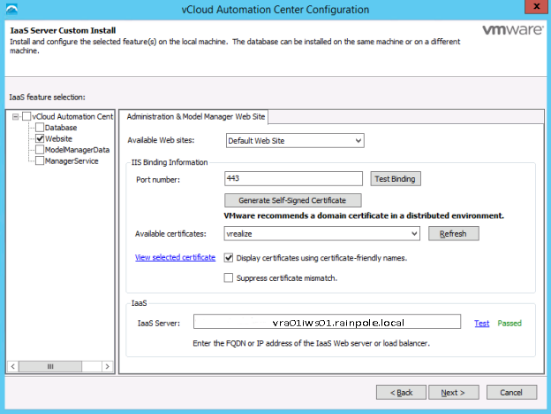 vCloud Automation Center Configuration
x
IaaS Server Custom Install
vmware
Install and configure the selected feature(s) on the local machine. The database can be installed on the same machine or on a different
machine.
IaaS feature selection:
vCloud Automation Cent
Database
Website
ModelManagerData
ManagerService
Administration & Model Manager Web Site
Available Web sites:
Default Web Site
IIS Binding Information
Port number:
443
Test Binding
Generate Self-Signed Certificate
VMware recommends a domain certificate in a distributed environment.
Available certificates:
vrealize
Refresh
View selected certificate
Display certificates using certificate-friendly names.
Suppress certificate mismatch.
IaaS
IaaS Server:
vra01iws01.rainpole.local
Test
Passed
Enter the FQDN or IP address of the IaaS Web server or load balancer.
< Back
Next >
Cancel